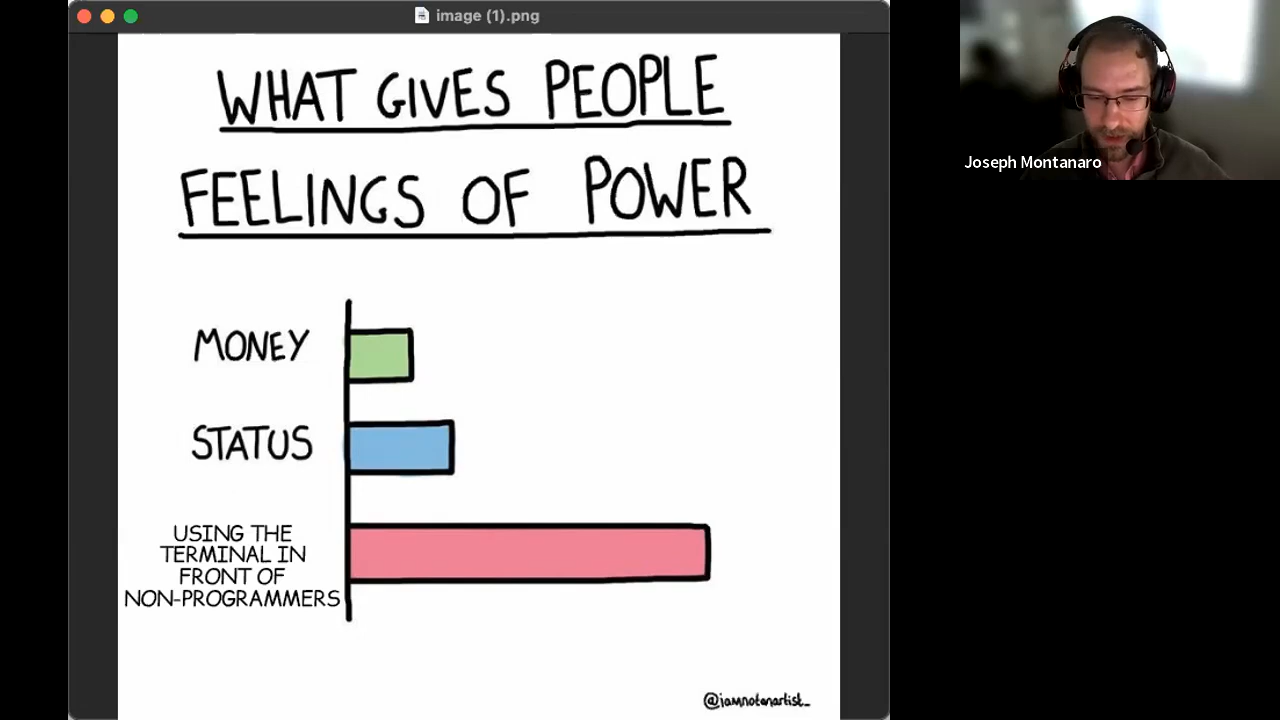 image (1).png
WHAT GIVES PEOPLE
FEELINGS OF POWER
MONEY
STATUS
USING THE
TERMINAL IN
FRONT OF
NON-PROGRAMMERS
@iamnotanartist_
Joseph Montanaro